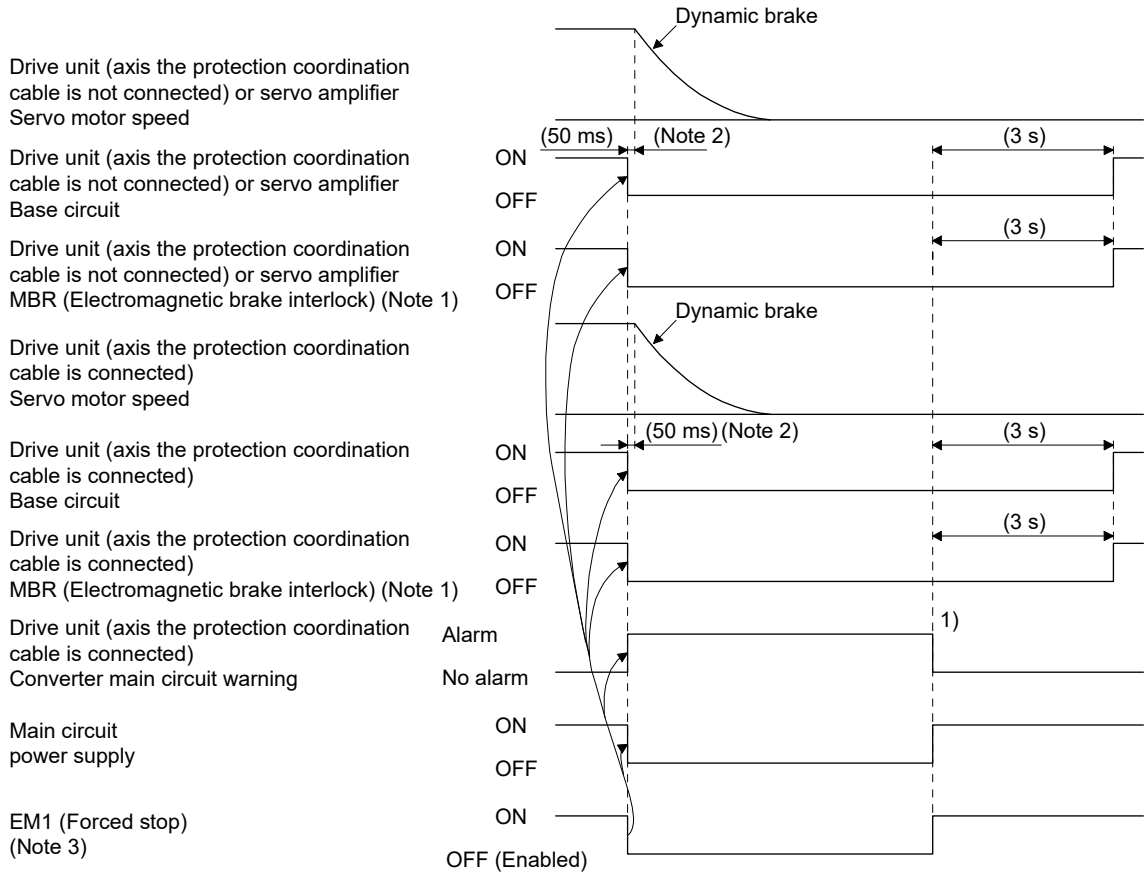 Dynamic brake
Drive unit (axis the protection coordination
cable is not connected) or servo amplifier
Servo motor speed
(50 ms)
(Note 2)
(3 s)
Drive unit (axis the protection coordination
cable is not connected) or servo amplifier
Base circuit
ON
OFF
(3 s)
Drive unit (axis the protection coordination
cable is not connected) or servo amplifier
MBR (Electromagnetic brake interlock) (Note 1)
ON
OFF
Dynamic brake
Drive unit (axis the protection coordination
cable is connected)
Servo motor speed
(50 ms) (Note 2)
(3 s)
Drive unit (axis the protection coordination
cable is connected)
Base circuit
ON
OFF
(3 s)
Drive unit (axis the protection coordination
cable is connected)
MBR (Electromagnetic brake interlock) (Note 1)
ON
OFF
Drive unit (axis the protection coordination
cable is connected)
Converter main circuit warning
Alarm
No alarm
1)
Main circuit
power supply
ON
OFF
EM1 (Forced stop)
(Note 3)
ON
OFF (Enabled)